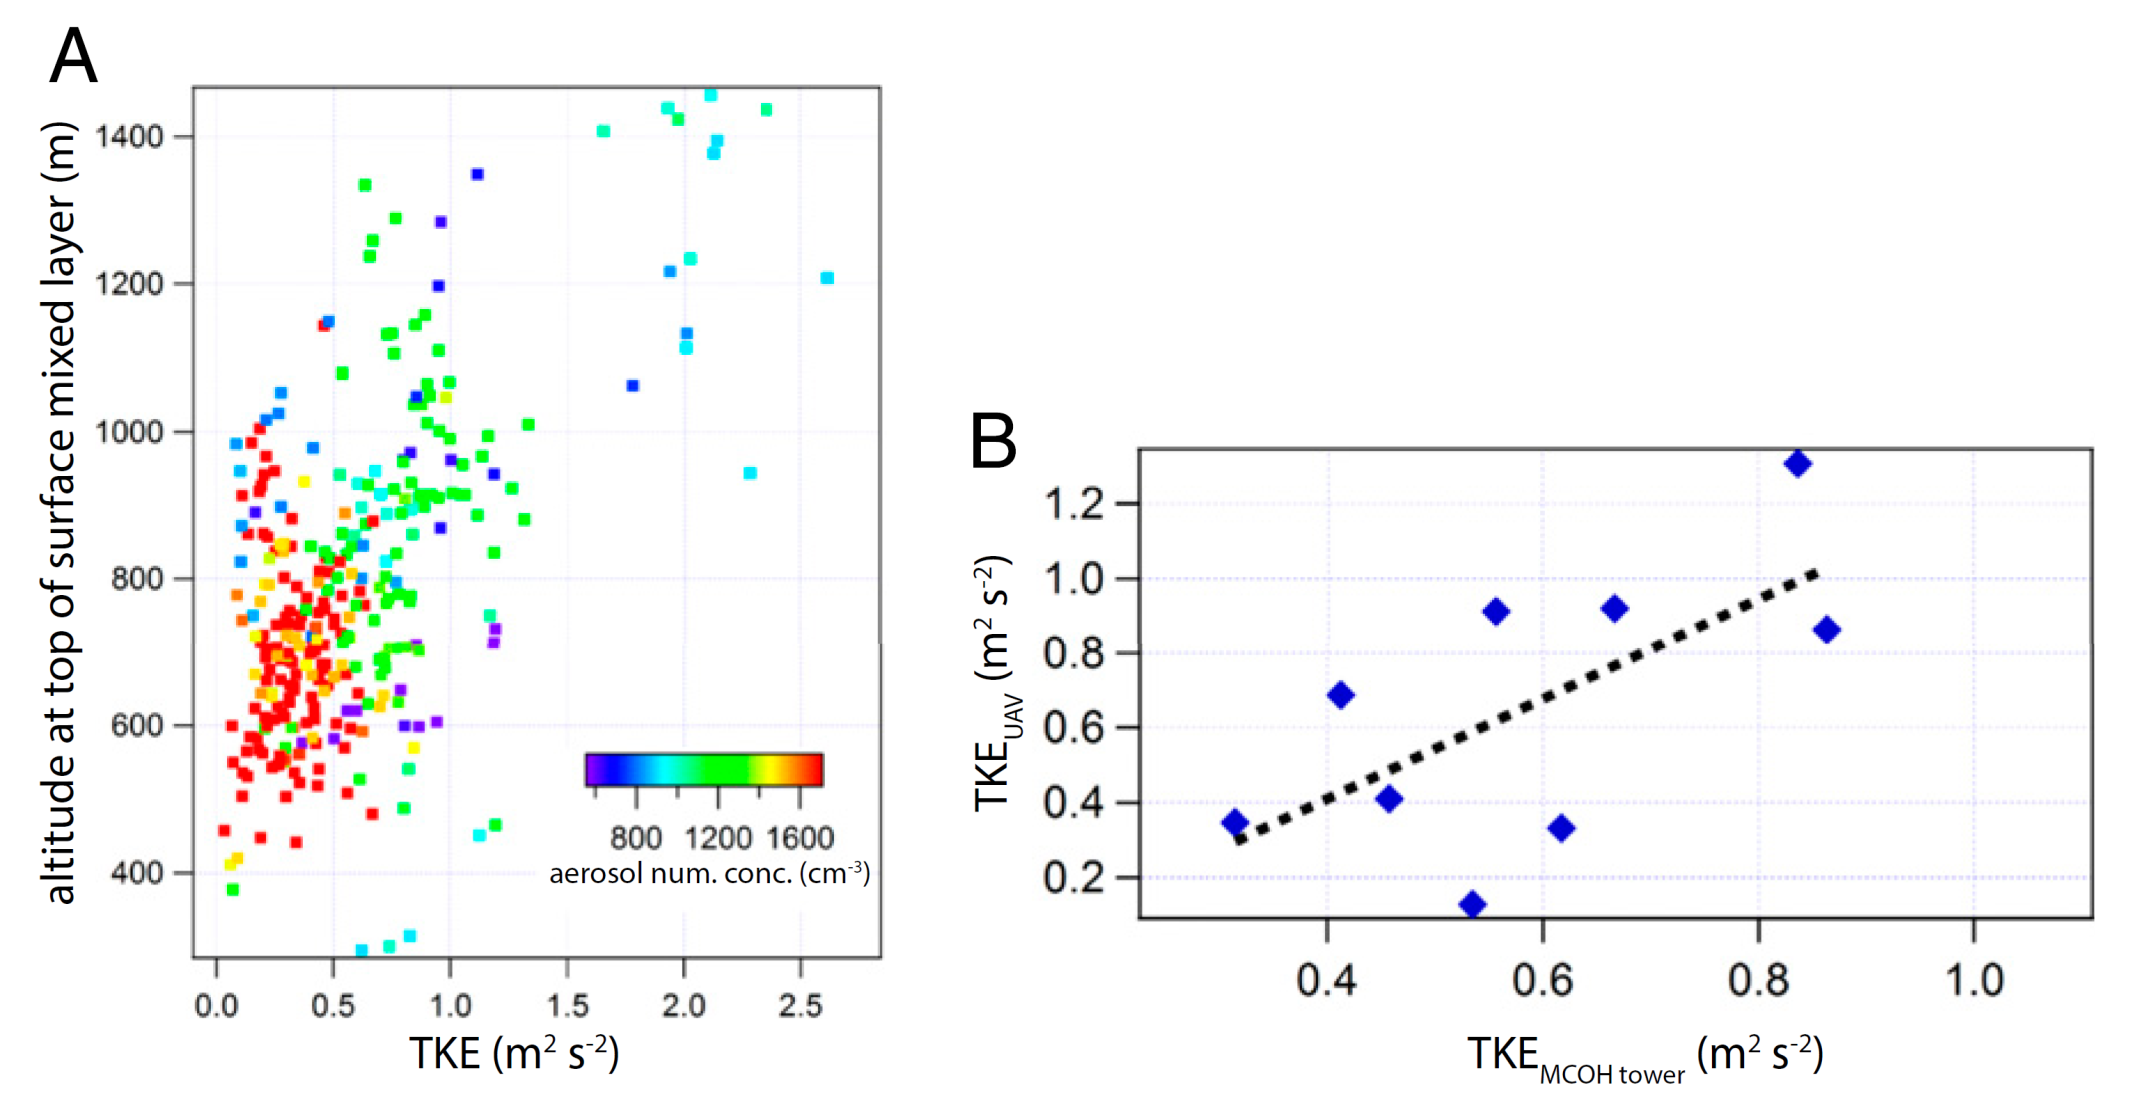 A
altitude at top of surface mixed layer (m)
1400
1200
1000
800
600
400
800 1200 1600
aerosol num. conc. (cm⁻³)
0.0 0.5 1.0 1.5 2.0 2.5
TKE (m² s⁻²)
B
TKE_UAV (m² s⁻²)
1.2
1.0
0.8
0.6
0.4
0.2
0.4 0.6 0.8 1.0
TKE_MCOH tower (m² s⁻²)